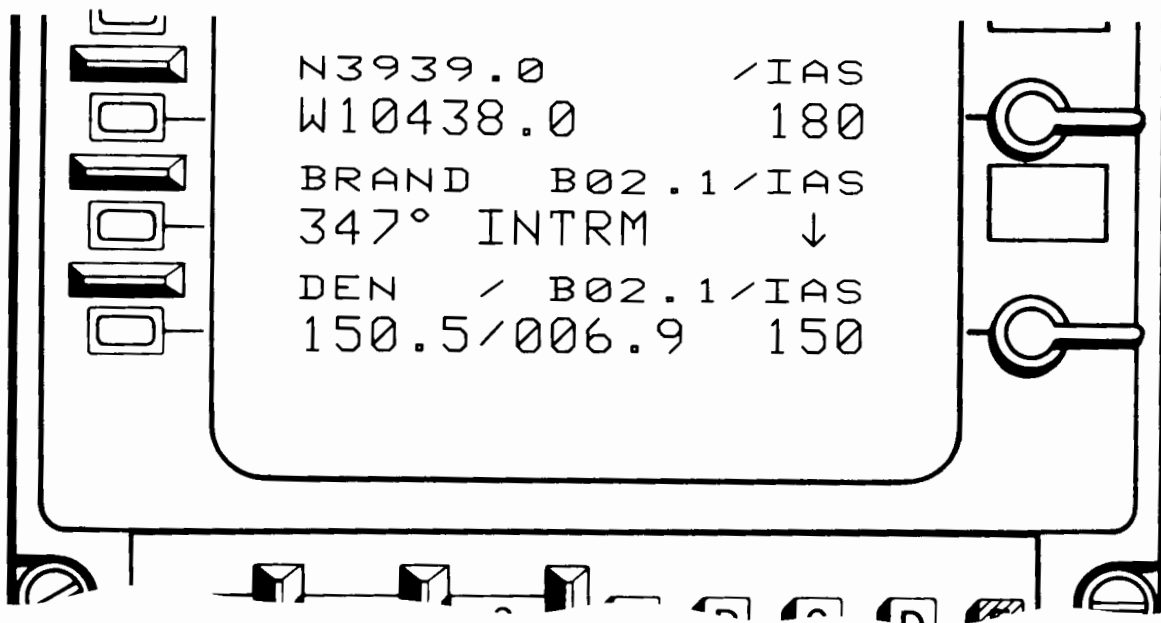 N3939.0 /IAS
W10438.0 180
BRAND B02.1/IAS
347° INTRM ↓
DEN / B02.1/IAS
150.5/006.9 150